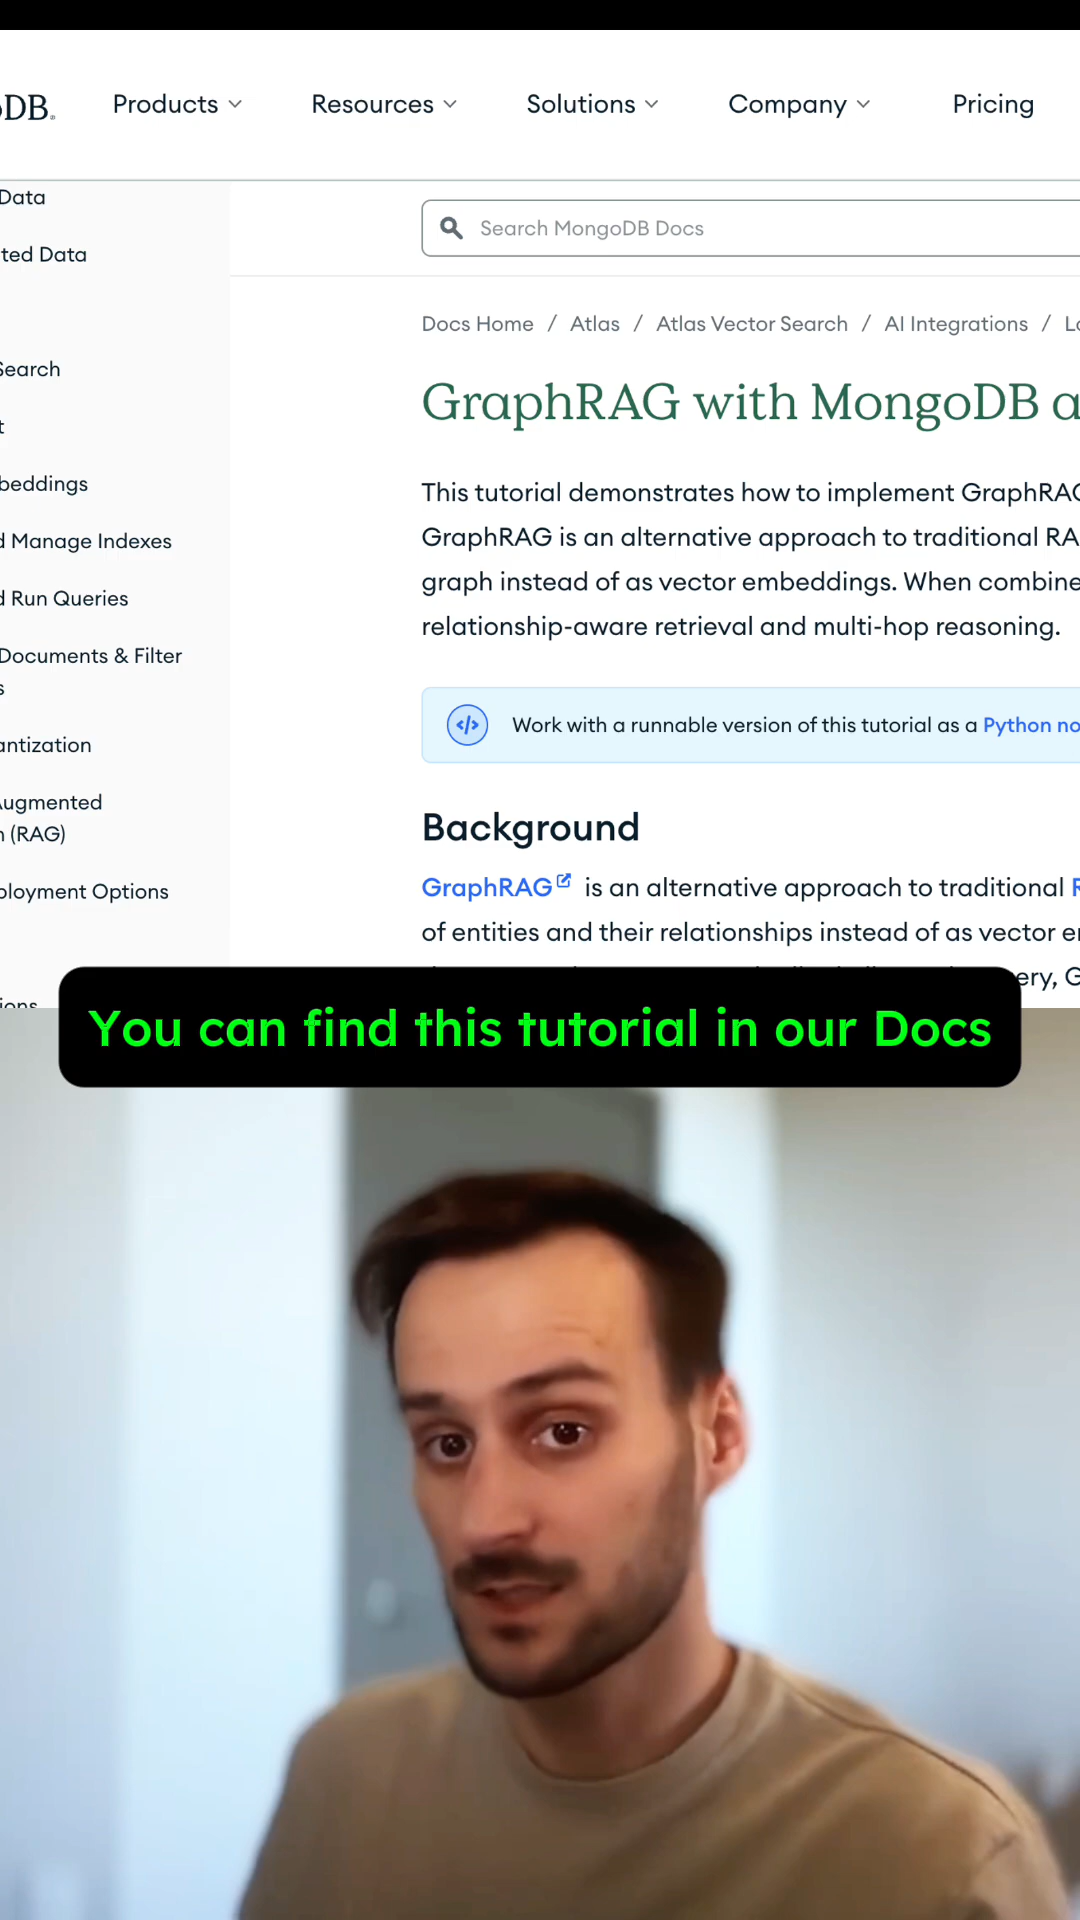 DB.
Products
Resources
Solutions
Company
Pricing
Data
ted Data
Search
t
beddings
d Manage Indexes
d Run Queries
Documents & Filter
s
antization
Augmented
n (RAG)
ployment Options
ions
Search MongoDB Docs
Docs Home / Atlas / Atlas Vector Search / AI Integrations / La
GraphRAG with MongoDB a
This tutorial demonstrates how to implement GraphRAG
GraphRAG is an alternative approach to traditional RA
graph instead of as vector embeddings. When combine
relationship-aware retrieval and multi-hop reasoning.
</> Work with a runnable version of this tutorial as a Python no
Background
GraphRAG is an alternative approach to traditional R
of entities and their relationships instead of as vector e
ery, G
You can find this tutorial in our Docs